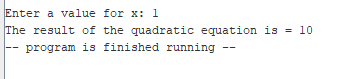 Enter a value for x: 1
The result of the quadratic equation is = 10
-- program is finished running --